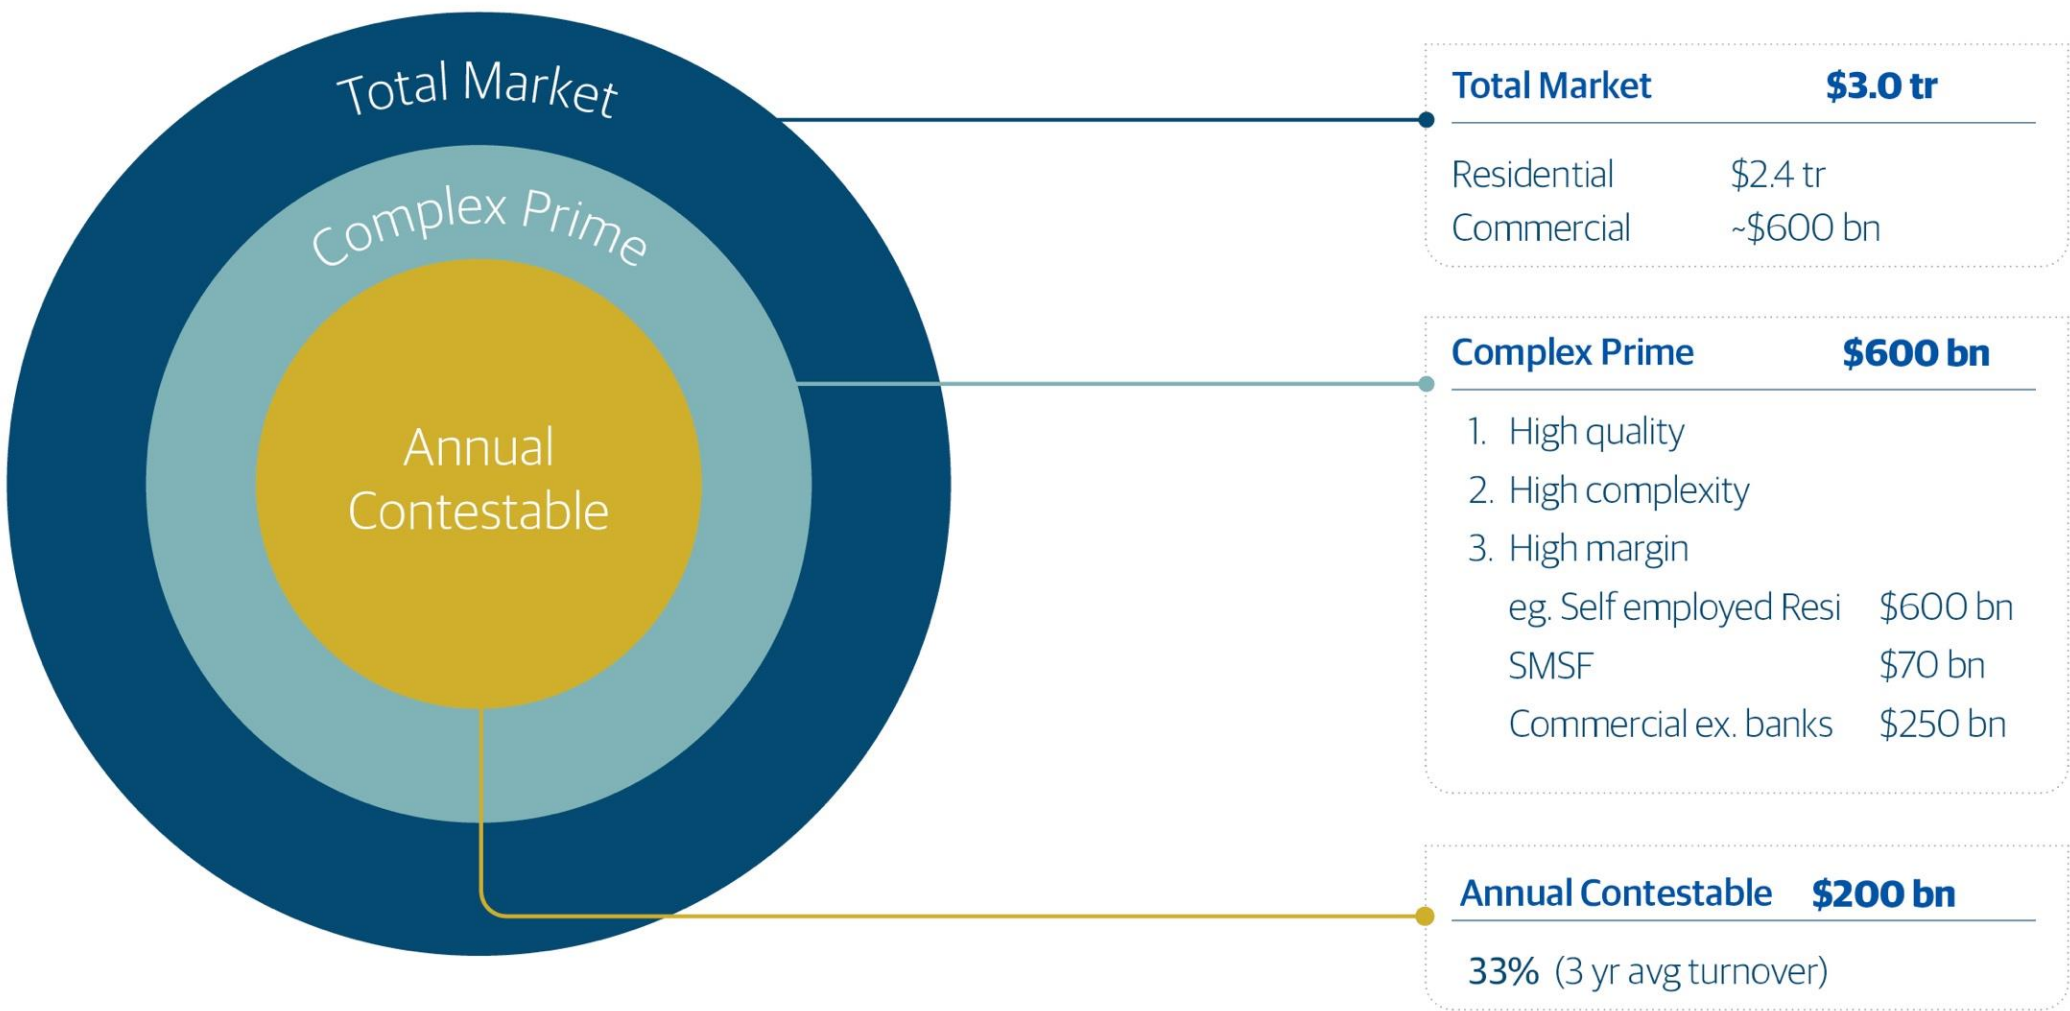 Total Market
Complex Prime
Annual
Contestable
Total Market $3.0 tr
Residential $2.4 tr
Commercial ~$600 bn
Complex Prime $600 bn
1. High quality
2. High complexity
3. High margin
eg. Self employed Resi $600 bn
SMSF $70 bn
Commercial ex. banks $250 bn
Annual Contestable $200 bn
33% (3 yr avg turnover)